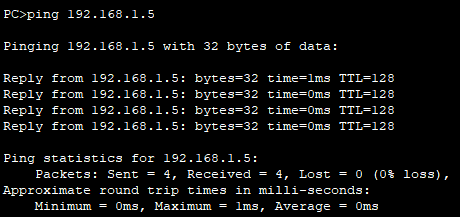 PC>ping 192.168.1.5
Pinging 192.168.1.5 with 32 bytes of data:
Reply from 192.168.1.5: bytes=32 time=1ms TTL=128
Reply from 192.168.1.5: bytes=32 time=0ms TTL=128
Reply from 192.168.1.5: bytes=32 time=0ms TTL=128
Reply from 192.168.1.5: bytes=32 time=0ms TTL=128
Ping statistics for 192.168.1.5:
    Packets: Sent = 4, Received = 4, Lost = 0 (0% loss),
Approximate round trip times in milli-seconds:
    Minimum = 0ms, Maximum = 1ms, Average = 0ms